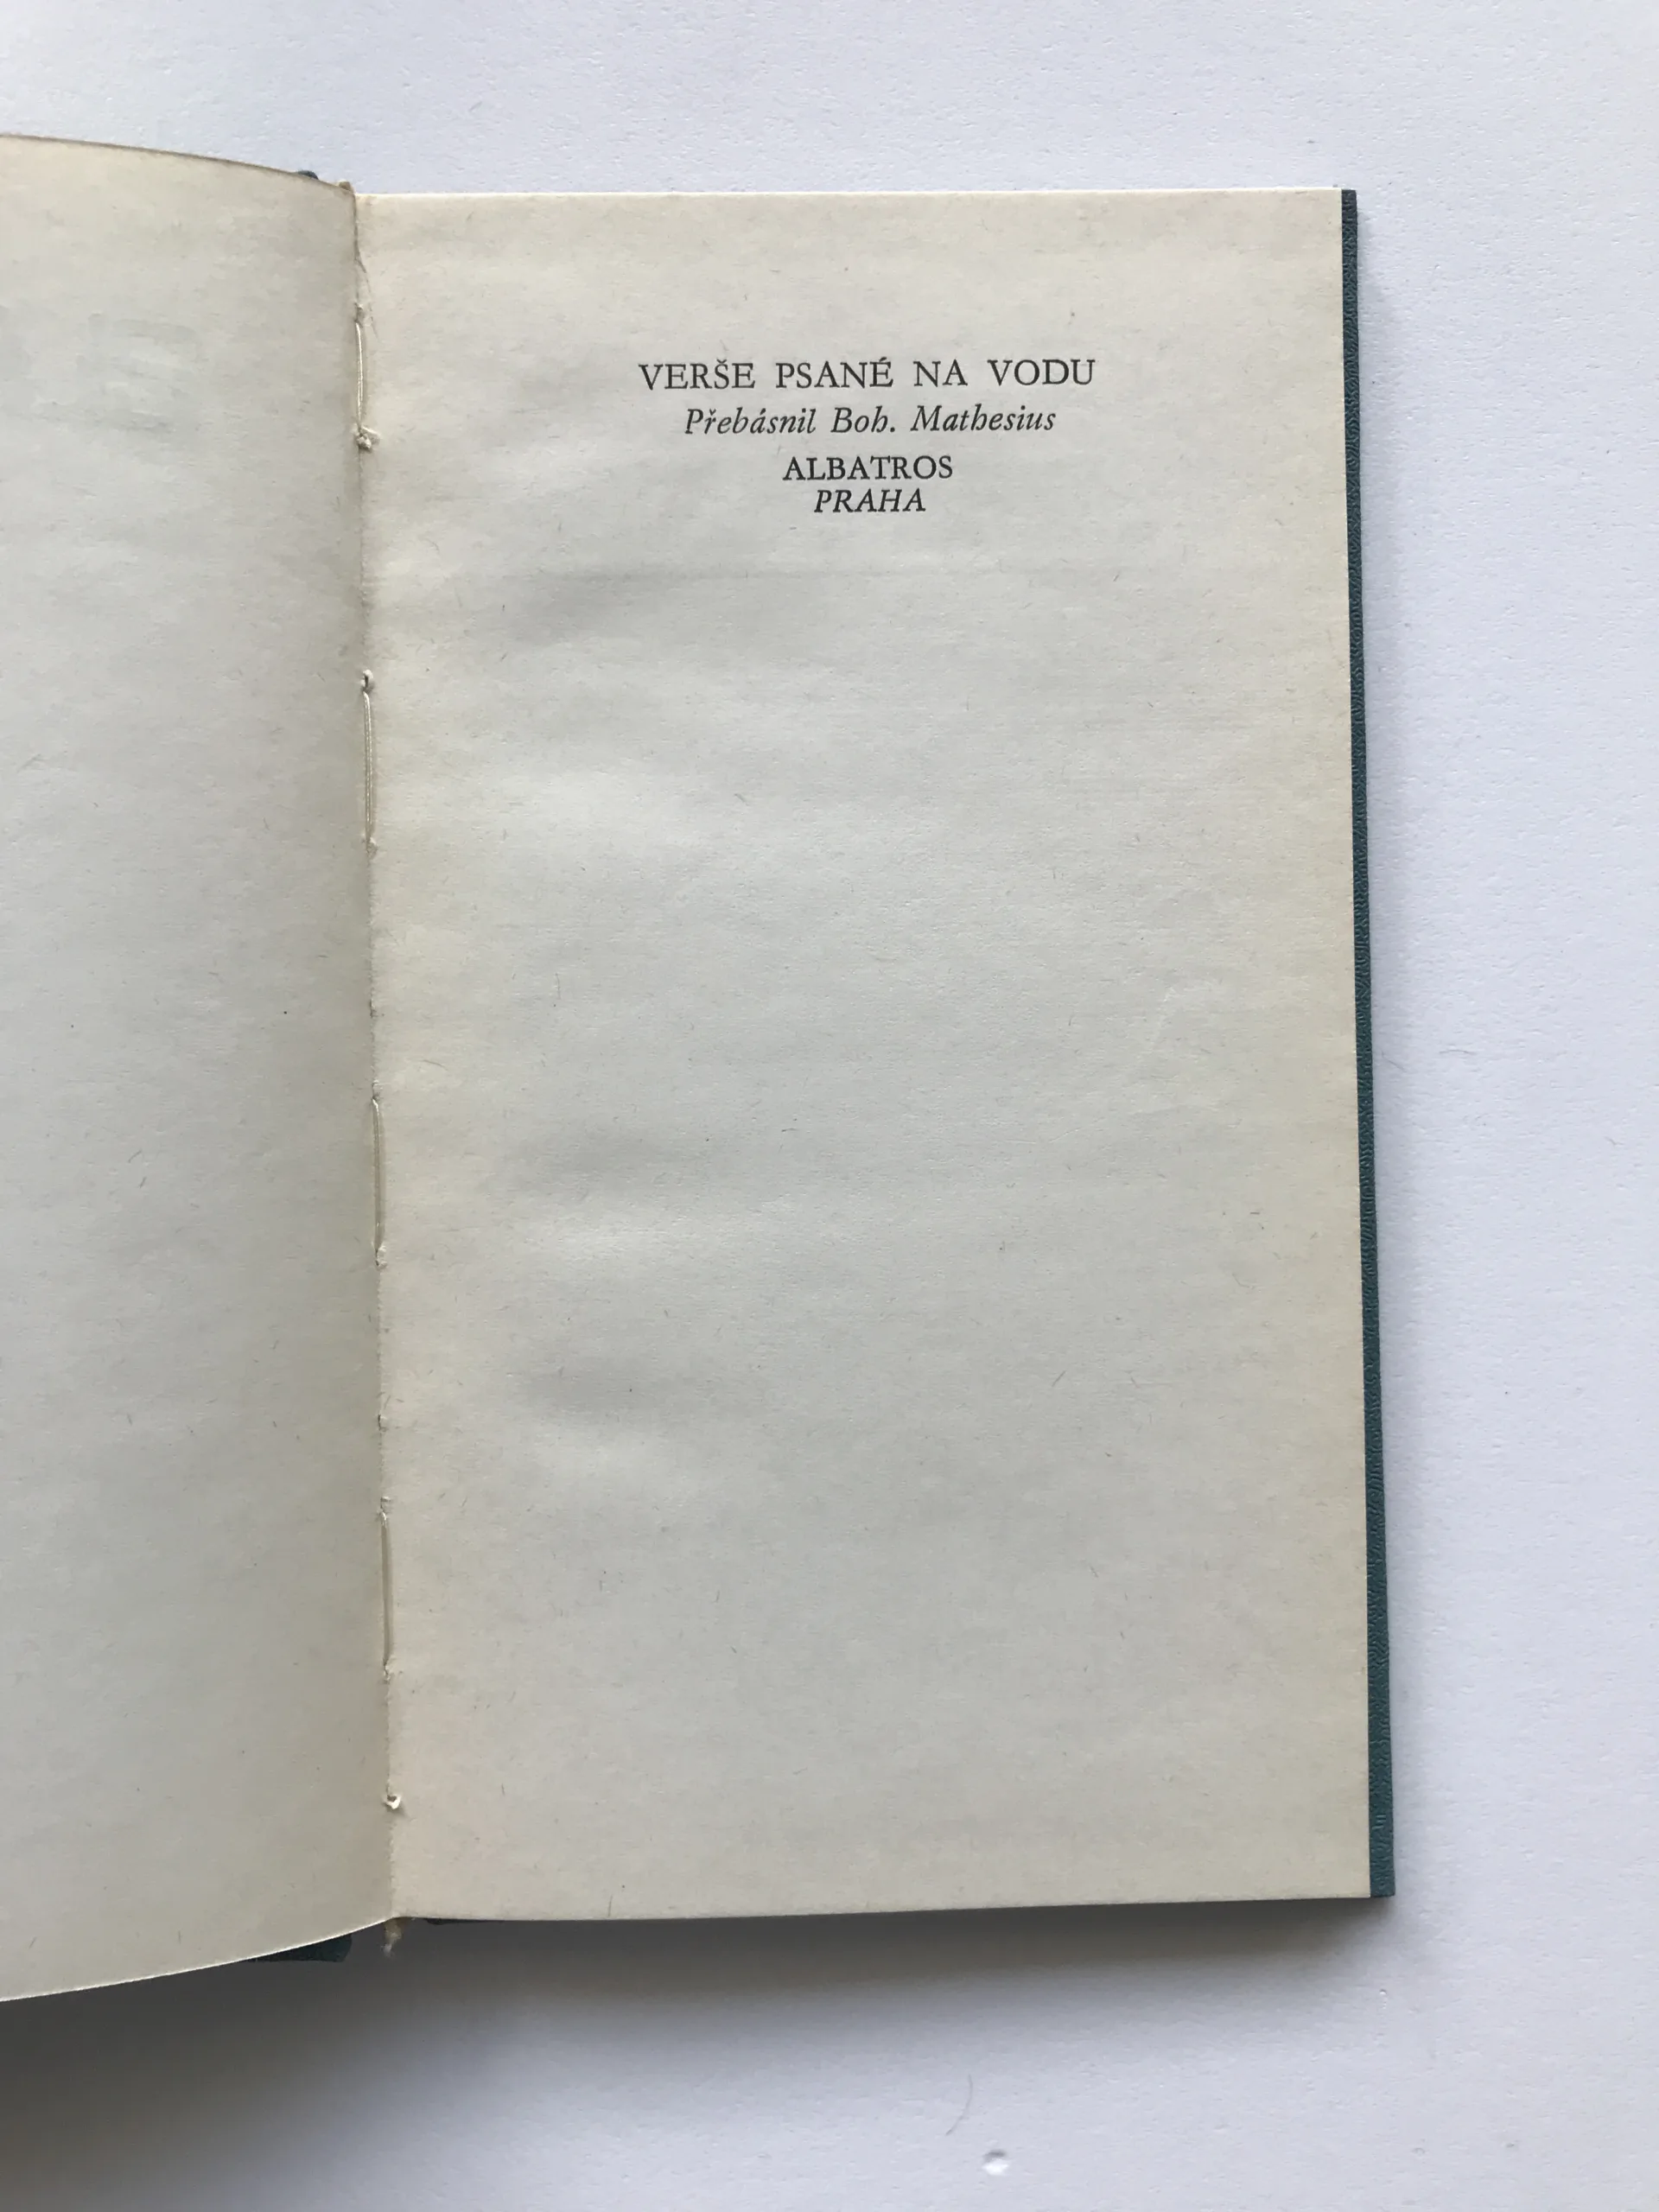 VERŠE PSANÉ NA VODU
Přebásnil Boh. Mathesius
ALBATROS
PRAHA